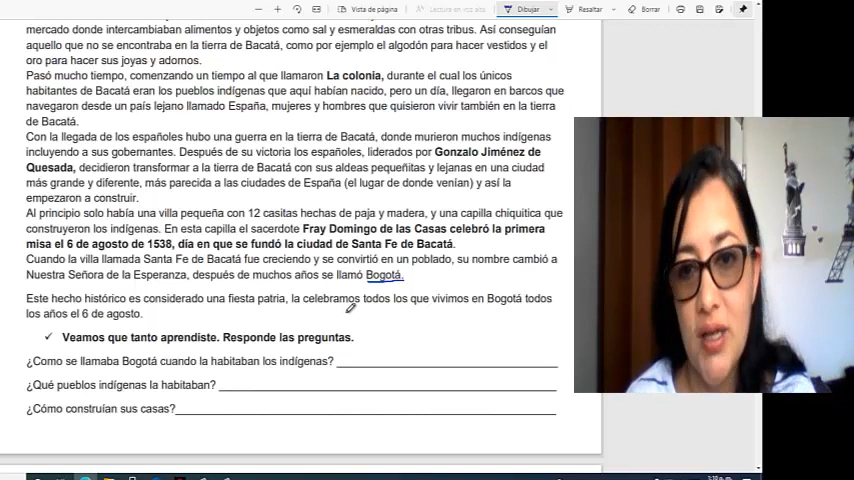 Vista de página
Lectura en voz alta
Dibujar
Resaltar
Borrar
mercado donde intercambiaban alimentos y objetos como sal y esmeraldas con otras tribus. Así conseguían
aquello que no se encontraba en la tierra de Bacatá, como por ejemplo el algodón para hacer vestidos y el
oro para hacer sus joyas y adornos.
Pasó mucho tiempo, comenzando un tiempo al que llamaron La colonia, durante el cual los únicos
habitantes de Bacatá eran los pueblos indígenas que aquí habían nacido, pero un día, llegaron en barcos que
navegaron desde un país lejano llamado España, mujeres y hombres que quisieron vivir también en la tierra
de Bacatá.
Con la llegada de los españoles hubo una guerra en la tierra de Bacatá, donde murieron muchos indígenas
incluyendo a sus gobernantes. Después de su victoria los españoles, liderados por Gonzalo Jiménez de
Quesada, decidieron transformar a la tierra de Bacatá con sus aldeas pequeñitas y lejanas en una ciudad
más grande y diferente, más parecida a las ciudades de España (el lugar de donde venían) y así la
empezaron a construir.
Al principio solo había una villa pequeña con 12 casitas hechas de paja y madera, y una capilla chiquitica que
construyeron los indígenas. En esta capilla el sacerdote Fray Domingo de las Casas celebró la primera
misa el 6 de agosto de 1538, día en que se fundó la ciudad de Santa Fe de Bacatá.
Cuando la villa llamada Santa Fe de Bacatá fue creciendo y se convirtió en un poblado, su nombre cambió a
Nuestra Señora de la Esperanza, después de muchos años se llamó Bogotá.
Este hecho histórico es considerado una fiesta patria, la celebramos todos los que vivimos en Bogotá todos
los años el 6 de agosto.
✓ Veamos que tanto aprendiste. Responde las preguntas.
¿Como se llamaba Bogotá cuando la habitaban los indígenas?
¿Qué pueblos indígenas la habitaban?
¿Cómo construían sus casas?